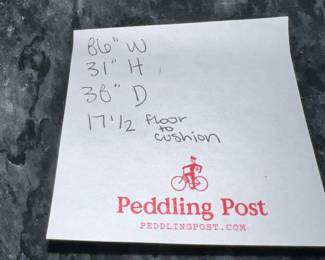 86" W
31" H
38" D
17 1/2 floor
to
cushion
Peddling Post
PEDDLINGPOST.COM